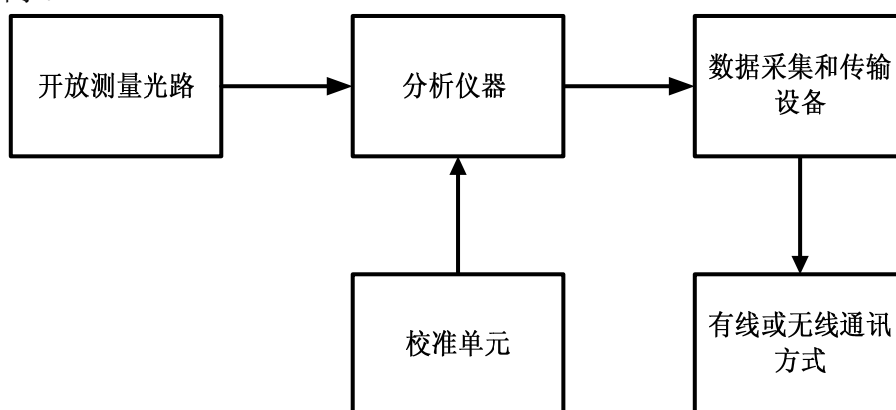 开放测量光路
分析仪器
数据采集和传输
设备
校准单元
有线或无线通讯
方式